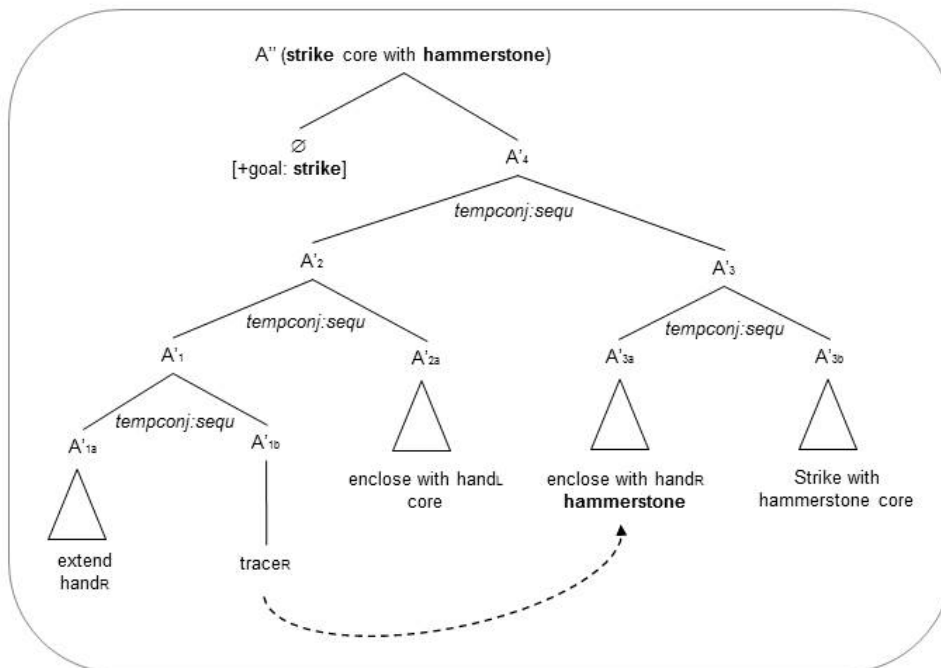 A'' (strike core with hammerstone)
∅
[+goal: strike]
A'4
tempconj:sequ
A'2
A'3
tempconj:sequ
tempconj:sequ
A'1
A'2a
A'3a
A'3b
tempconj:sequ
A'1a
A'1b
enclose with handL
core
enclose with handR
hammerstone
Strike with
hammerstone core
extend
handR
traceR